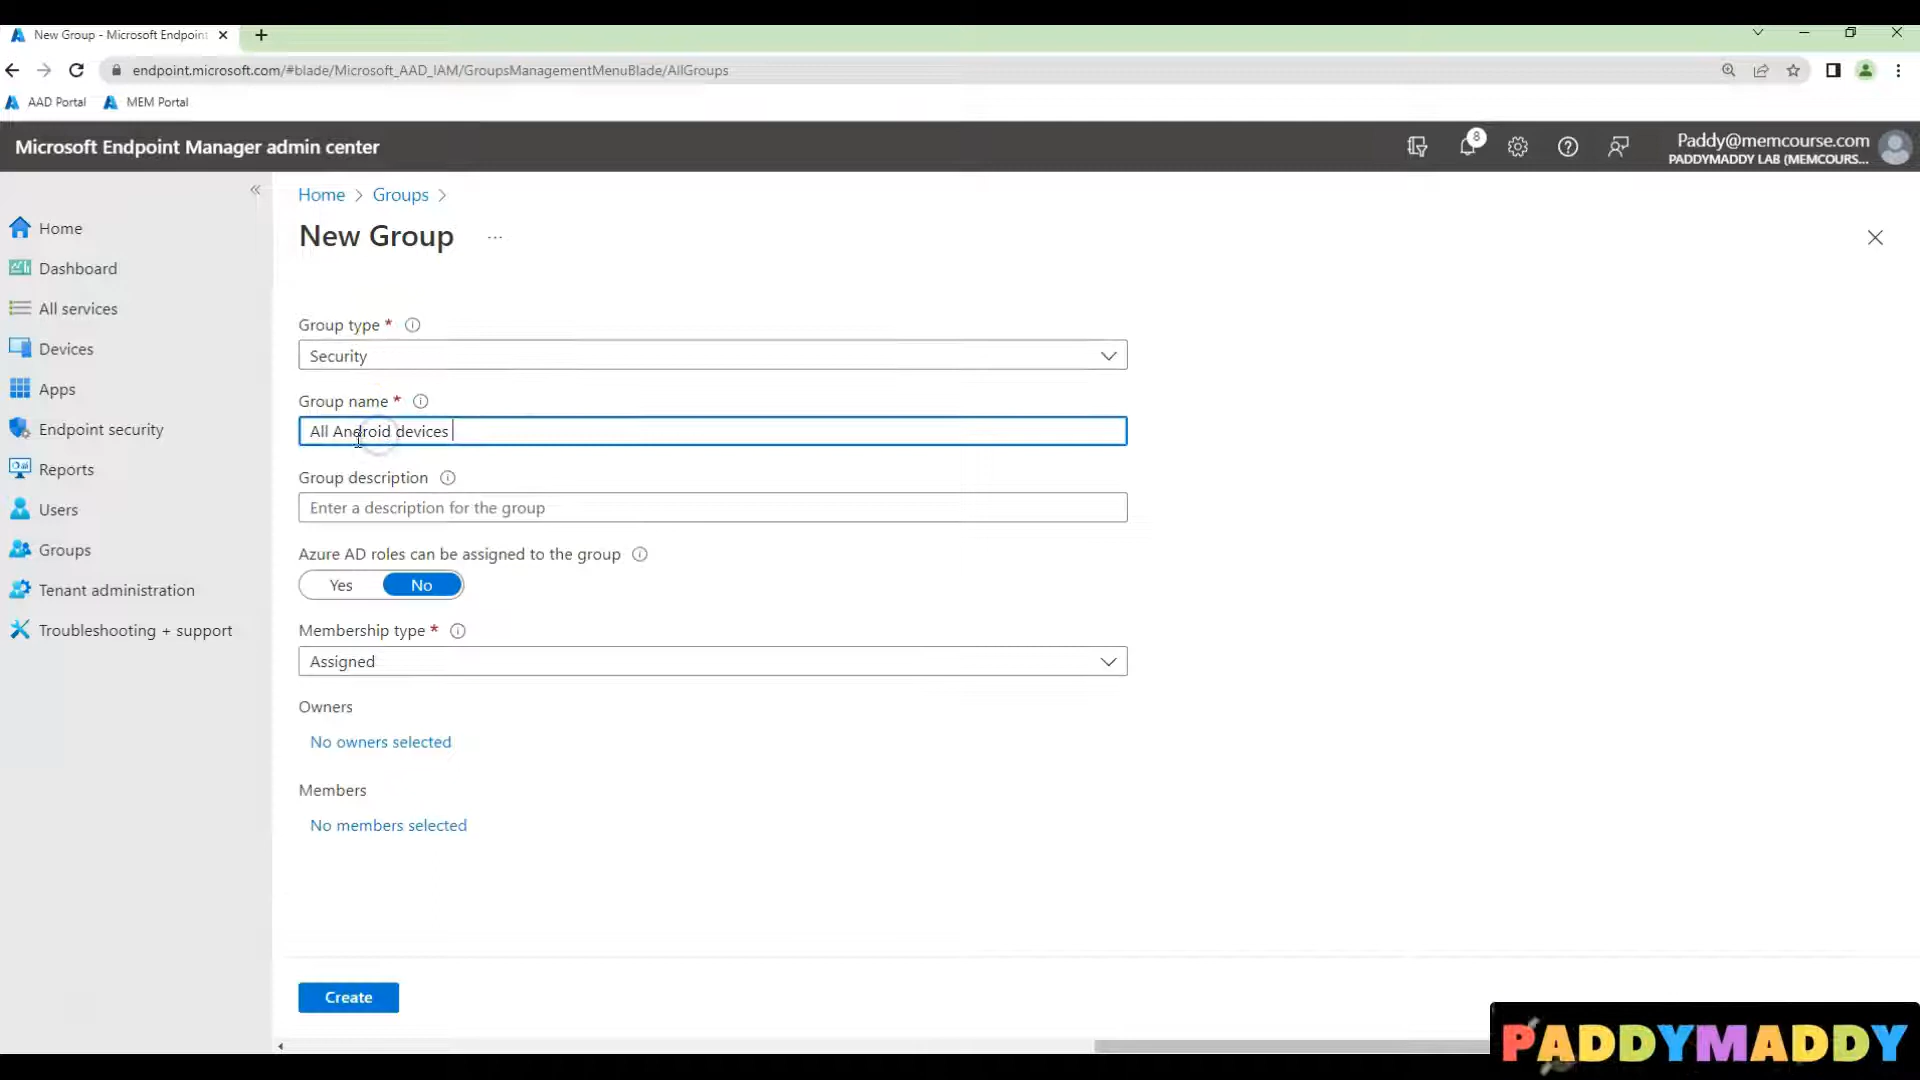 New Group - Microsoft Endpoint
endpoint.microsoft.com/#blade/Microsoft_AAD_IAM/GroupsManagementMenuBlade/AllGroups
AAD Portal MEM Portal
Microsoft Endpoint Manager admin center
8
Paddy@memcourse.com
PADDYMADDY LAB (MEMCOURS...
Home
Dashboard
All services
Devices
Apps
Endpoint security
Reports
Users
Groups
Tenant administration
Troubleshooting + support
Home > Groups >
New Group ...
Group type *
Security
Group name *
All Android devices
Group description
Enter a description for the group
Azure AD roles can be assigned to the group
Yes No
Membership type *
Assigned
Owners
No owners selected
Members
No members selected
Create
PADDYMADDY